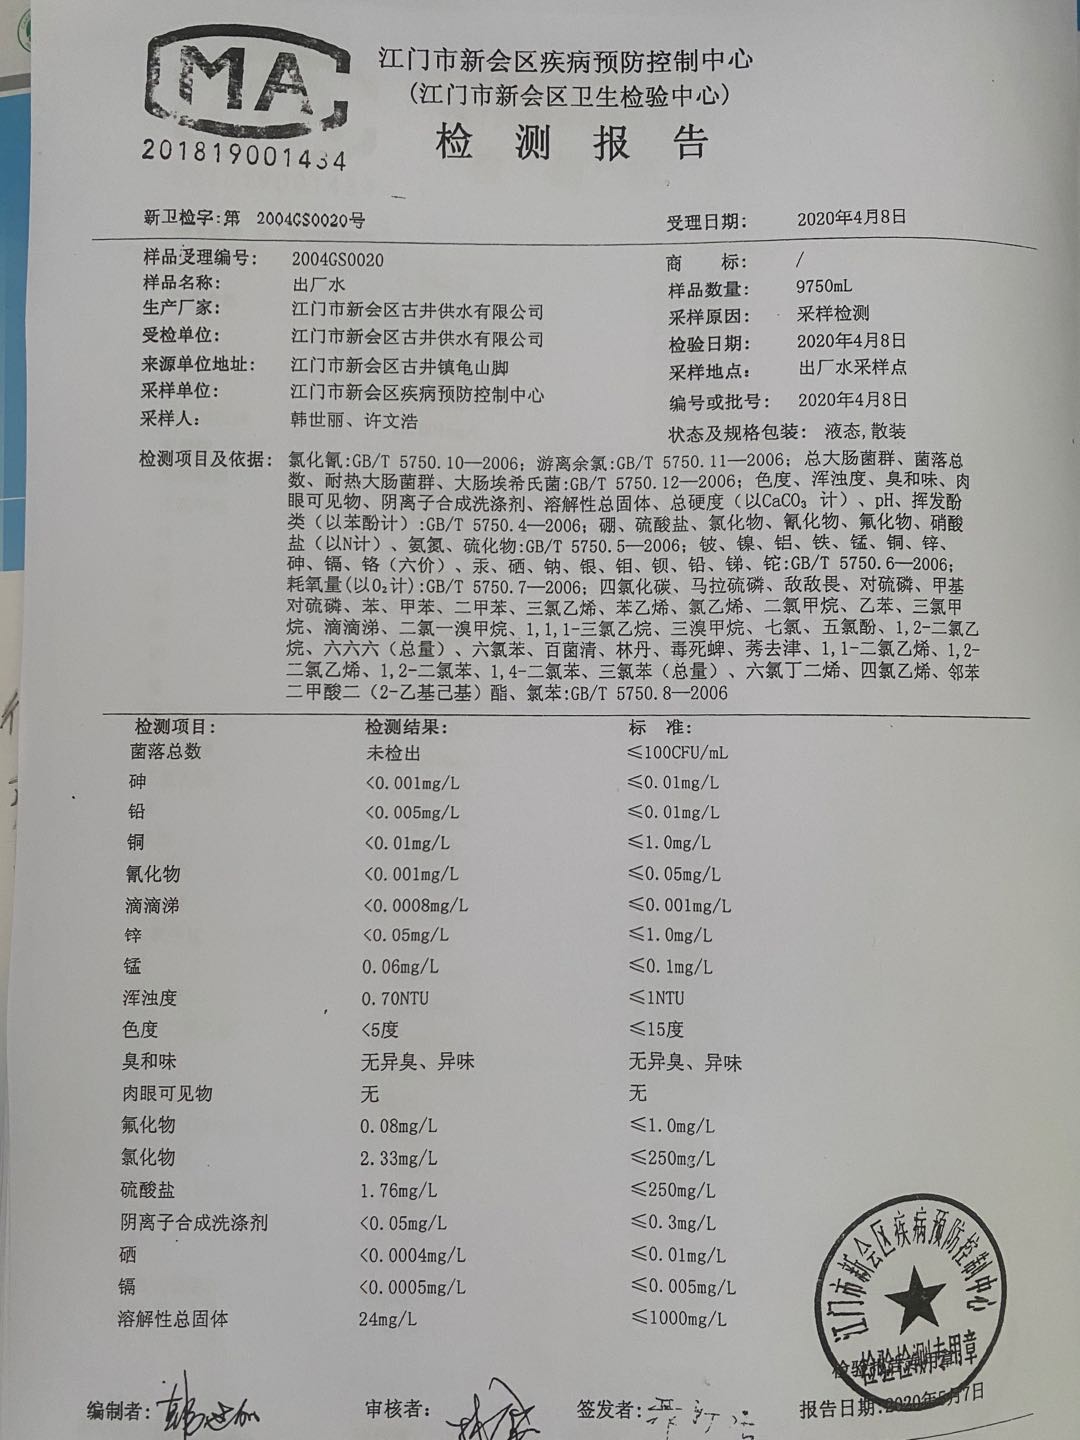 MA
201819001434
江门市新会区疾病预防控制中心
(江门市新会区卫生检验中心)
检 测 报 告
新卫检字:第 2004GS0020号 受理日期: 2020年4月8日
样品受理编号: 2004GS0020 商 标: /
样品名称: 出厂水 样品数量: 9750mL
生产厂家: 江门市新会区古井供水有限公司 采样原因: 采样检测
受检单位: 江门市新会区古井供水有限公司 检验日期: 2020年4月8日
来源单位地址: 江门市新会区古井镇龟山脚 采样地点: 出厂水采样点
采样单位: 江门市新会区疾病预防控制中心 编号或批号: 2020年4月8日
采样人: 韩世丽、许文浩 状态及规格包装: 液态,散装
检测项目及依据: 氯化氰:GB/T 5750.10—2006; 游离余氯:GB/T 5750.11—2006; 总大肠菌群、菌落总
数、耐热大肠菌群、大肠埃希氏菌:GB/T 5750.12—2006; 色度、浑浊度、臭和味、肉
眼可见物、阴离子合成洗涤剂、溶解性总固体、总硬度(以CaCO₃ 计)、pH、挥发酚
类(以苯酚计):GB/T 5750.4—2006; 硼、硫酸盐、氯化物、氰化物、氟化物、硝酸
盐(以N计)、氨氮、硫化物:GB/T 5750.5—2006; 铍、镍、铝、铁、锰、铜、锌、
砷、镉、铬(六价)、汞、硒、钠、银、钼、钡、铅、锑、铊:GB/T 5750.6—2006;
耗氧量(以O₂计):GB/T 5750.7—2006; 四氯化碳、马拉硫磷、敌敌畏、对硫磷、甲基
对硫磷、苯、甲苯、二甲苯、三氯乙烯、苯乙烯、氯乙烯、二氯甲烷、乙苯、三氯甲
烷、滴滴涕、二氯一溴甲烷、1,1,1-三氯乙烷、三溴甲烷、七氯、五氯酚、1,2-二氯乙
烷、六六六(总量)、六氯苯、百菌清、林丹、毒死蜱、莠去津、1,1-二氯乙烯、1,2-
二氯乙烯、1,2-二氯苯、1,4-二氯苯、三氯苯(总量)、六氯丁二烯、四氯乙烯、邻苯
二甲酸二(2-乙基己基)酯、氯苯:GB/T 5750.8—2006
检测项目: 检测结果: 标 准:
菌落总数 未检出 ≤100CFU/mL
砷 <0.001mg/L ≤0.01mg/L
铅 <0.005mg/L ≤0.01mg/L
铜 <0.01mg/L ≤1.0mg/L
氰化物 <0.001mg/L ≤0.05mg/L
滴滴涕 <0.0008mg/L ≤0.001mg/L
锌 <0.05mg/L ≤1.0mg/L
锰 0.06mg/L ≤0.1mg/L
浑浊度 0.70NTU ≤1NTU
色度 <5度 ≤15度
臭和味 无异臭、异味 无异臭、异味
肉眼可见物 无 无
氟化物 0.08mg/L ≤1.0mg/L
氯化物 2.33mg/L ≤250mg/L
硫酸盐 1.76mg/L ≤250mg/L
阴离子合成洗涤剂 <0.05mg/L ≤0.3mg/L
硒 <0.0004mg/L ≤0.01mg/L
镉 <0.0005mg/L ≤0.005mg/L
溶解性总固体 24mg/L ≤1000mg/L
江门市新会区疾病预防控制中心
检验检测专用章
编制者: 审核者: 签发者: 报告日期:2020年5月7日